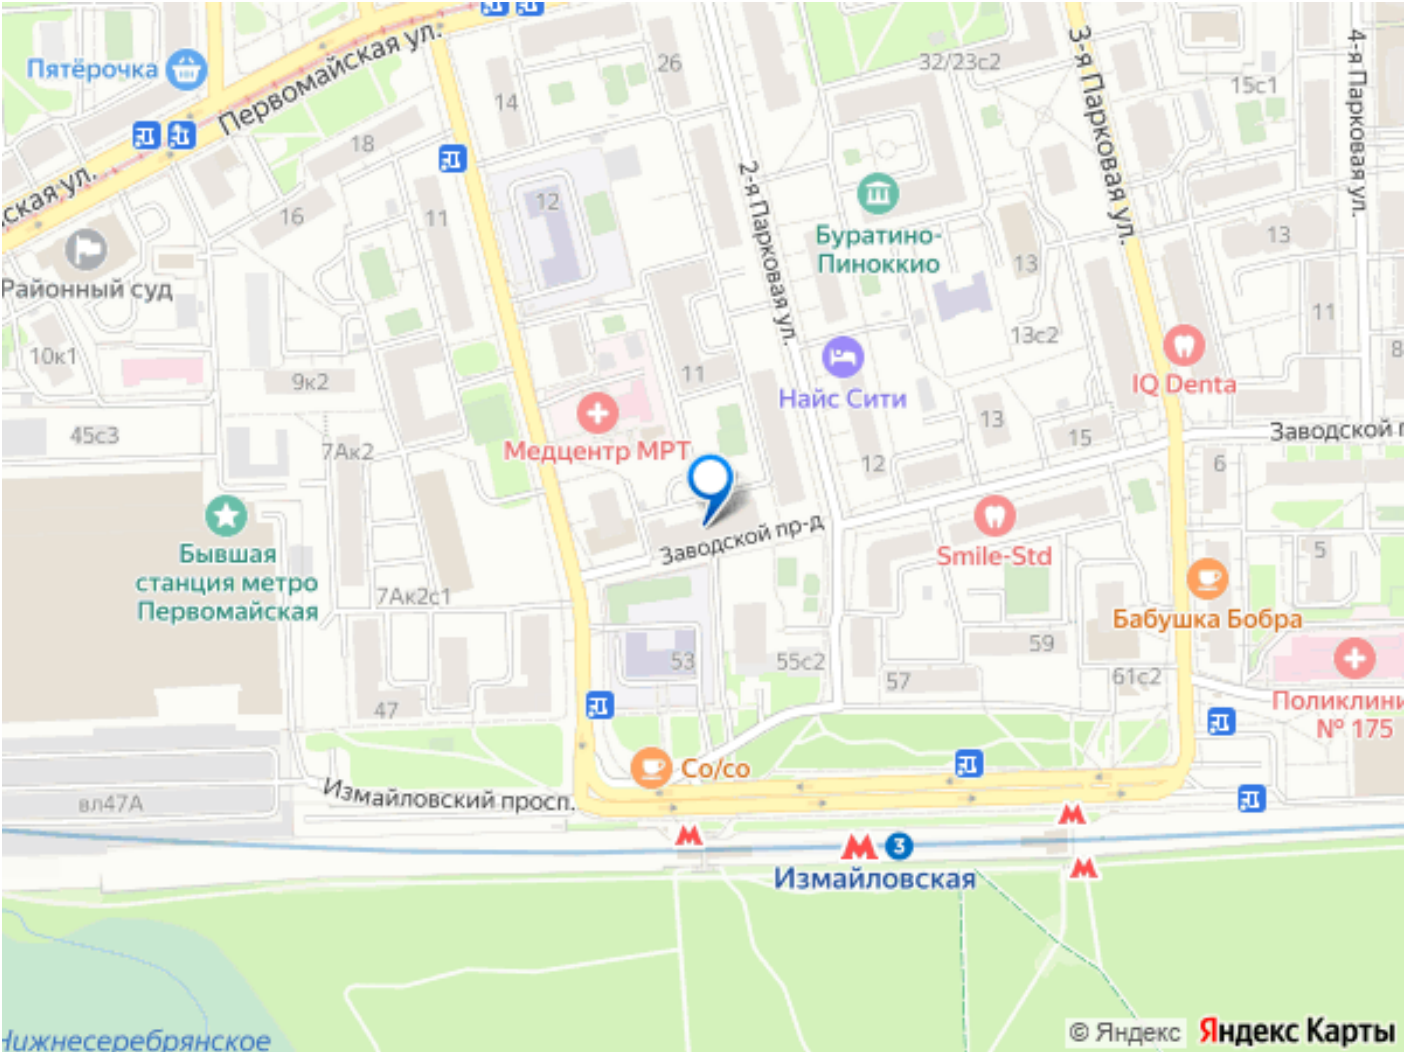 Пятёрочка
Первомайская ул.
26
32/23с2
3-я Парковая ул.
15с1
4-я Парковая ул.
14
18
ская ул.
16
11
12
2-я Парковая ул.
Буратино-
Пиноккио
13
13
Районный суд
10к1
9к2
11
13с2
11
8
IQ Denta
Найс Сити
Медцентр МРТ
45с3
7Ак2
13
15
Заводской п
12
6
Заводской пр-д
Smile-Std
5
Бывшая
станция метро
Первомайская
7Ак2с1
Бабушка Бобра
53
55с2
59
57
61с2
47
Поликлини
№ 175
Co/co
вл47А
Измайловский просп.
3
Измайловская
Нижнесеребрянское
© Яндекс Яндекс Карты